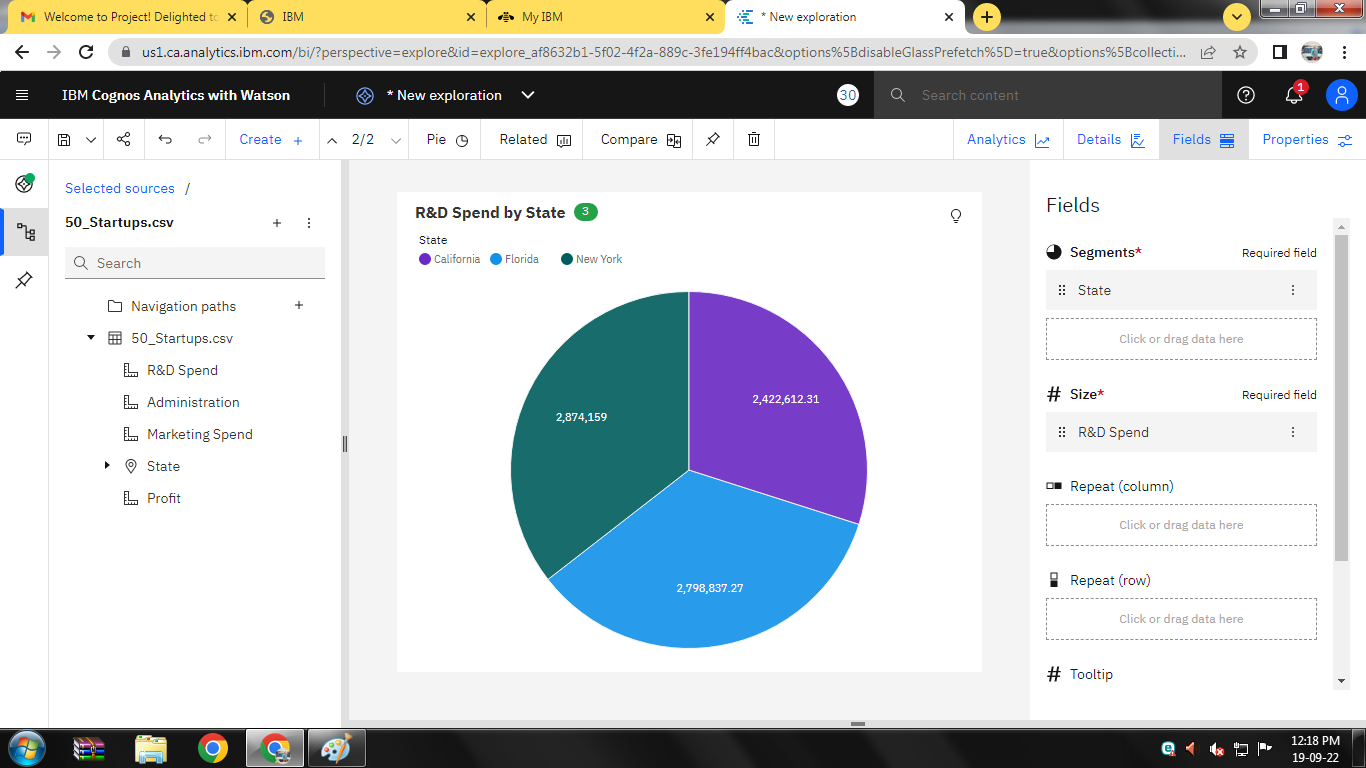 Welcome to Project! Delighted to
IBM
My IBM
* New exploration
us1.ca.analytics.ibm.com/bi/?perspective=explore&id=explore_af8632b1-5f02-4f2a-889c-3fe194ff4bac&options%5BdisableGlassPrefetch%5D=true&options%5Bcollecti...
IBM Cognos Analytics with Watson
* New exploration
30
Search content
1
Create +
2/2
Pie
Related
Compare
Analytics
Details
Fields
Properties
Selected sources /
50_Startups.csv
Search
Navigation paths
50_Startups.csv
R&D Spend
Administration
Marketing Spend
State
Profit
R&D Spend by State 3
State
California Florida New York
2,422,612.31
2,874,159
2,798,837.27
Fields
Segments* Required field
State
Click or drag data here
# Size* Required field
R&D Spend
Repeat (column)
Click or drag data here
Repeat (row)
Click or drag data here
# Tooltip
12:18 PM
19-09-22